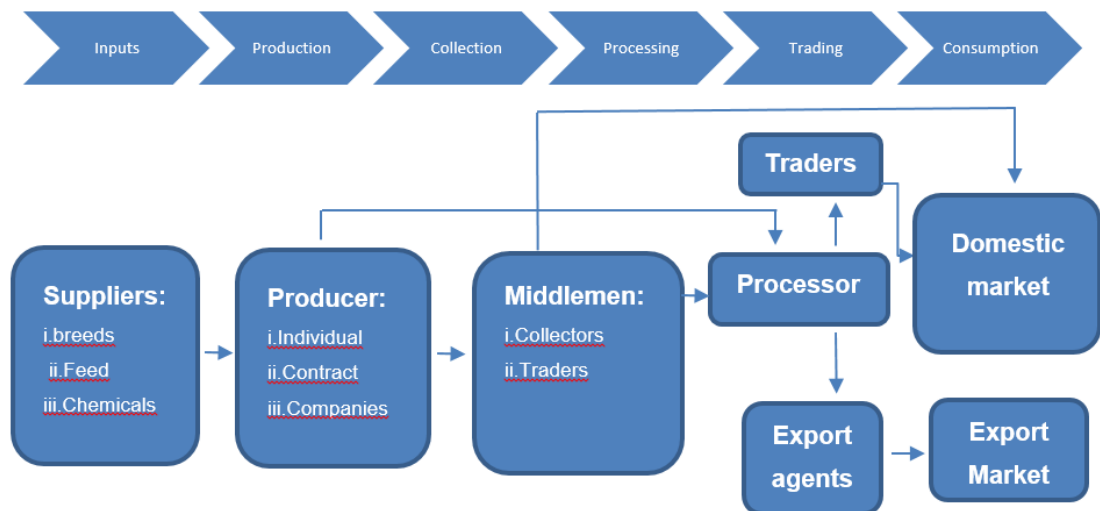 Inputs
Production
Collection
Processing
Trading
Consumption
Traders
Domestic
market
Suppliers:
i.breeds
ii.Feed
iii.Chemicals
Producer:
i.Individual
ii.Contract
iii.Companies
Middlemen:
i.Collectors
ii.Traders
Processor
Export
agents
Export
Market